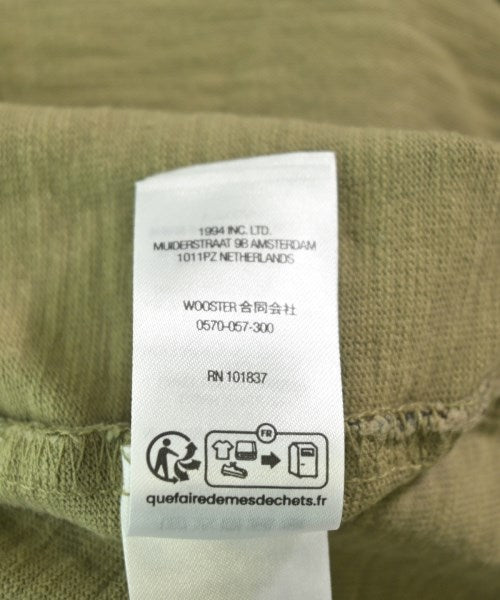 1994 INC. LTD.
MUIDERSTRAAT 9B AMSTERDAM
1011PZ NETHERLANDS
WOOSTER 合同会社
0570-057-300
RN 101837
FR
quefairedemesdechets.fr